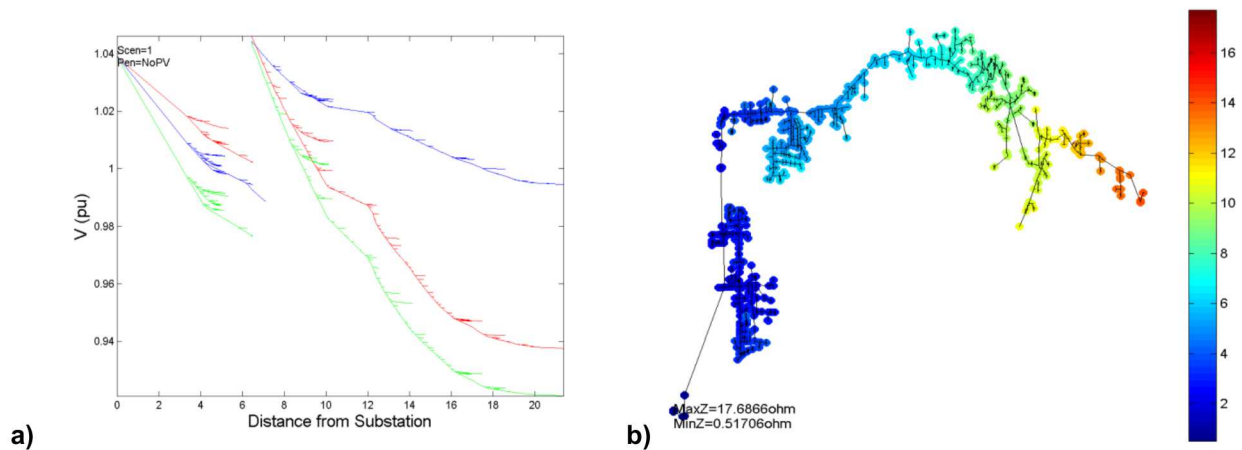 1.04
Scen=1
Pen=NoPV
1.02
1
0.98
0.96
0.94
V (pu)
0 2 4 6 8 10 12 14 16 18 20
Distance from Substation
a)
MaxZ=17.6866ohm
MinZ=0.51706ohm
b)
16
14
12
10
8
6
4
2